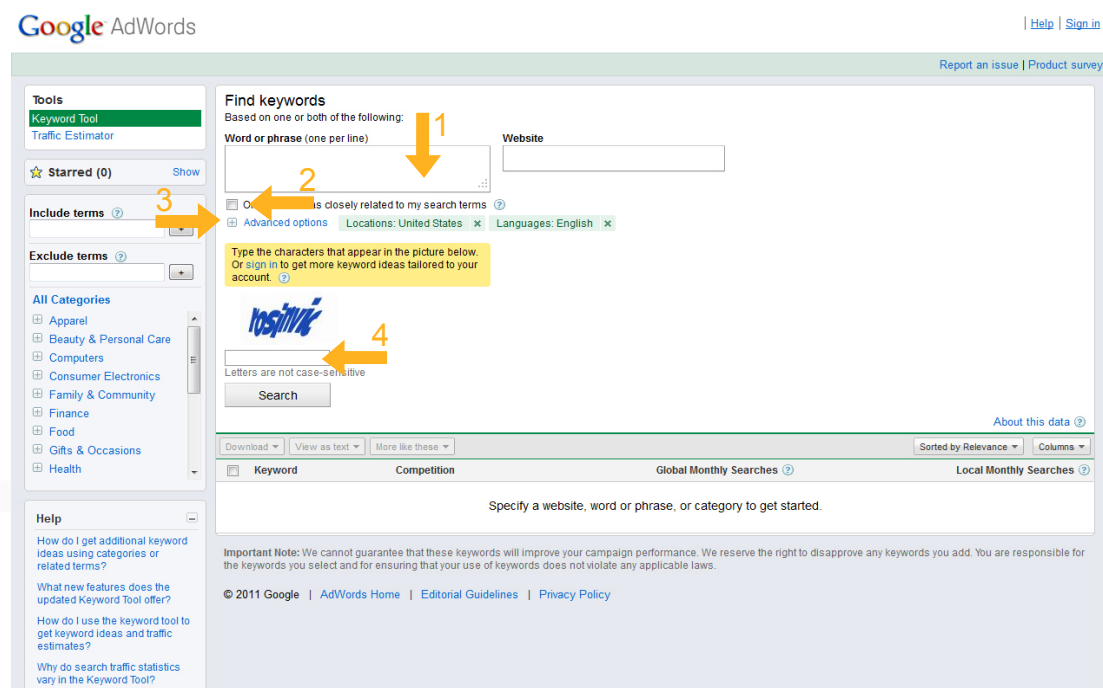 Google AdWords
Help | Sign in
Report an issue | Product survey
Tools
Keyword Tool
Traffic Estimator
Starred (0) Show
Include terms
+
Exclude terms
+
All Categories
Apparel
Beauty & Personal Care
Computers
Consumer Electronics
Family & Community
Finance
Food
Gifts & Occasions
Health
Help
How do I get additional keyword
ideas using categories or
related terms?
What new features does the
updated Keyword Tool offer?
How do I use the keyword tool to
get keyword ideas and traffic
estimates?
Why do search traffic statistics
vary in the Keyword Tool?
Find keywords
Based on one or both of the following:
1
Word or phrase (one per line) Website
2
closely related to my search terms
3
Advanced options Locations: United States × Languages: English ×
Type the characters that appear in the picture below.
Or sign in to get more keyword ideas tailored to your
account.
4
Letters are not case-sensitive
Search
About this data
Download View as text More like these Sorted by Relevance Columns
Keyword Competition Global Monthly Searches Local Monthly Searches
Specify a website, word or phrase, or category to get started.
Important Note: We cannot guarantee that these keywords will improve your campaign performance. We reserve the right to disapprove any keywords you add. You are responsible for
the keywords you select and for ensuring that your use of keywords does not violate any applicable laws.
© 2011 Google | AdWords Home | Editorial Guidelines | Privacy Policy